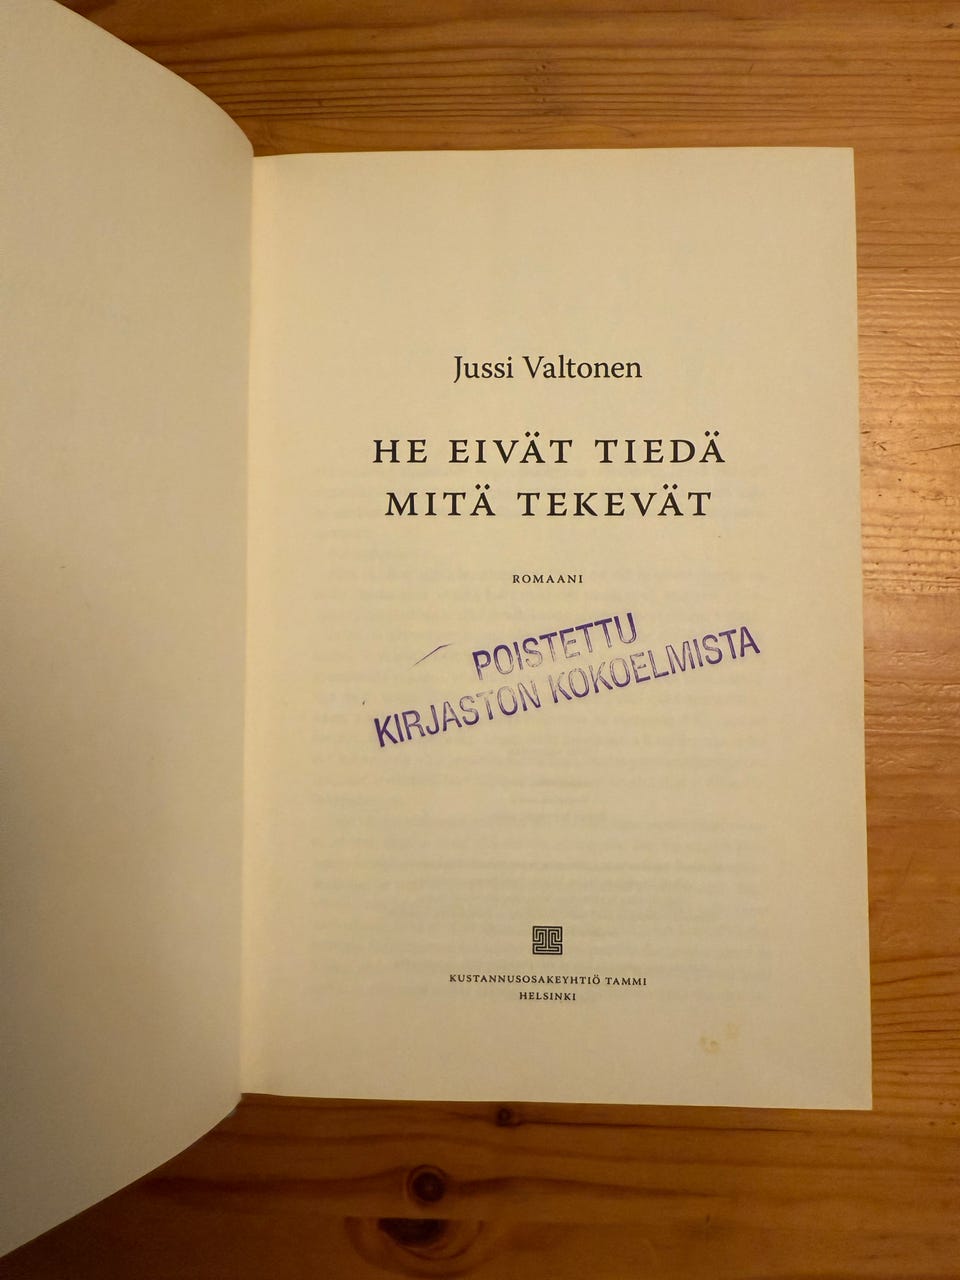 Jussi Valtonen
HE EIVÄT TIEDÄ
MITÄ TEKEVÄT
ROMAANI
POISTETTU
KIRJASTON KOKOELMISTA
KUSTANNUSOSAKEYHTIÖ TAMMI
HELSINKI